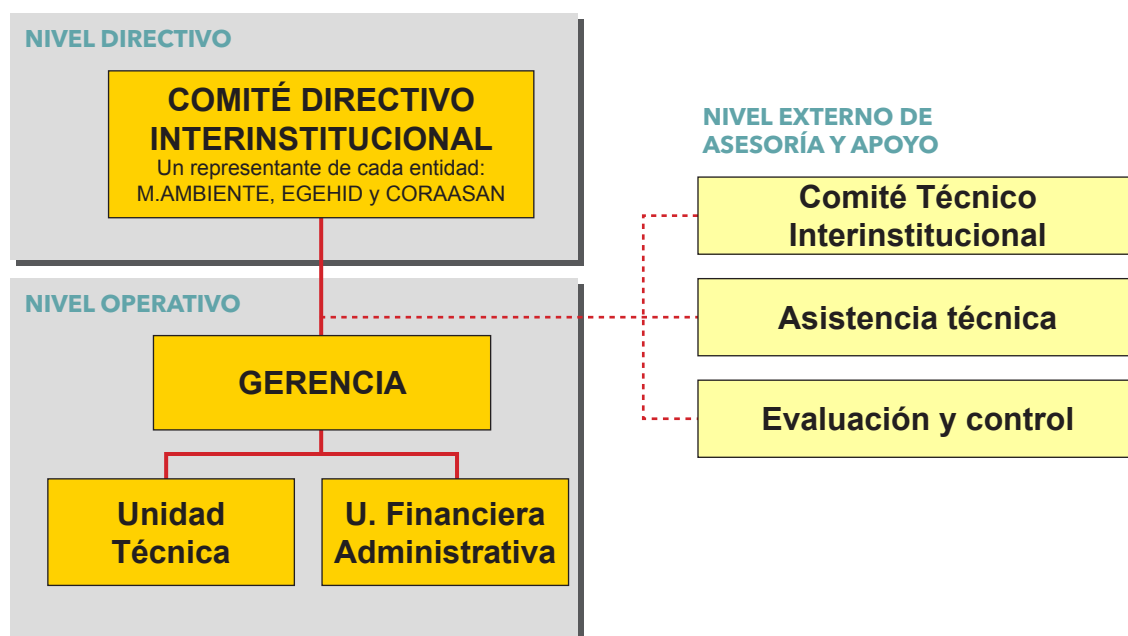 NIVEL DIRECTIVO
COMITÉ DIRECTIVO
INTERINSTITUCIONAL
Un representante de cada entidad:
M.AMBIENTE, EGEHID y CORAASAN
NIVEL OPERATIVO
GERENCIA
Unidad
Técnica
U. Financiera
Administrativa
NIVEL EXTERNO DE
ASESORÍA Y APOYO
Comité Técnico
Interinstitucional
Asistencia técnica
Evaluación y control